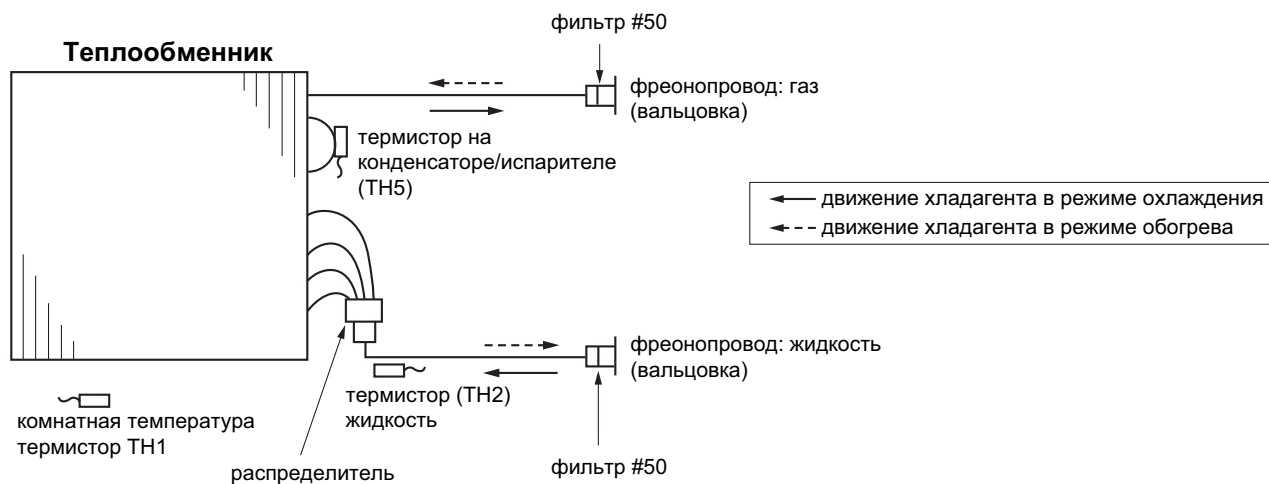 фильтр #50
Теплообменник
фреонопровод: газ
(вальцовка)
термистор на
конденсаторе/испарителе
(TH5)
движение хладагента в режиме охлаждения
движение хладагента в режиме обогрева
фреонопровод: жидкость
(вальцовка)
термистор (TH2)
жидкость
комнатная температура
термистор TH1
распределитель
фильтр #50